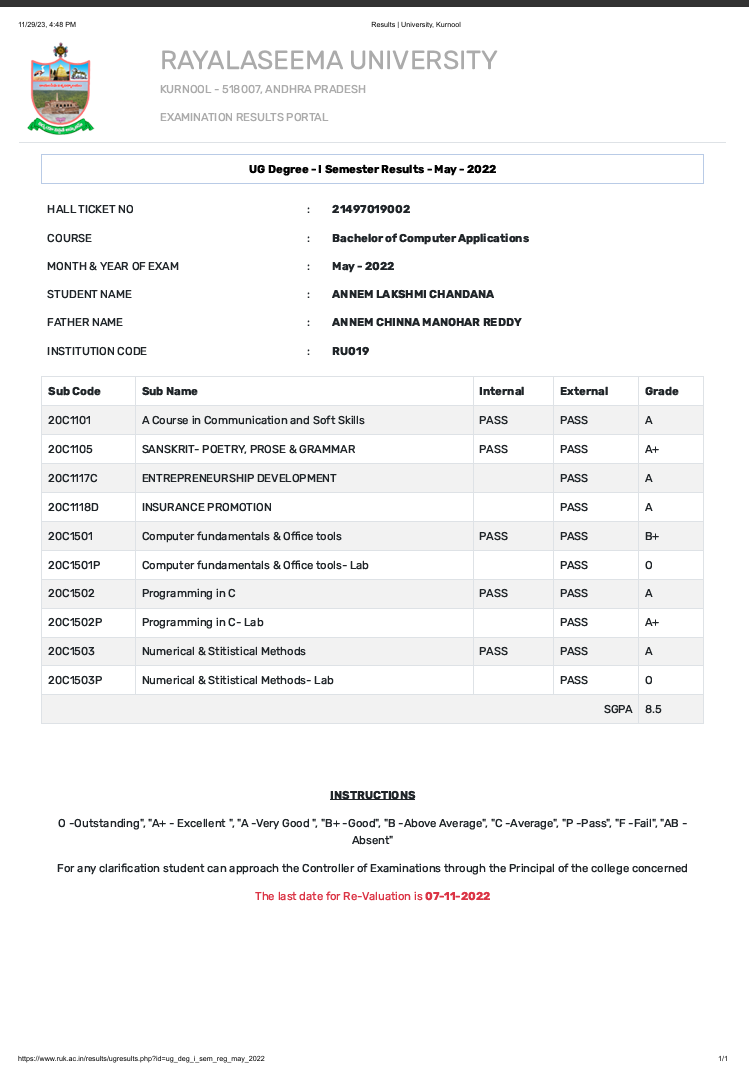 11/29/23, 4:48 PM Results | University, Kurnool
RAYALASEEMA UNIVERSITY
KURNOOL - 518007, ANDHRA PRADESH
EXAMINATION RESULTS PORTAL
UG Degree - I Semester Results - May - 2022
HALL TICKET NO : 21497019002
COURSE : Bachelor of Computer Applications
MONTH & YEAR OF EXAM : May - 2022
STUDENT NAME : ANNEM LAKSHMI CHANDANA
FATHER NAME : ANNEM CHINNA MANOHAR REDDY
INSTITUTION CODE : RU019
Sub Code Sub Name Internal External Grade
20C1101 A Course in Communication and Soft Skills PASS PASS A
20C1105 SANSKRIT- POETRY, PROSE & GRAMMAR PASS PASS A+
20C1117C ENTREPRENEURSHIP DEVELOPMENT PASS A
20C1118D INSURANCE PROMOTION PASS A
20C1501 Computer fundamentals & Office tools PASS PASS B+
20C1501P Computer fundamentals & Office tools- Lab PASS O
20C1502 Programming in C PASS PASS A
20C1502P Programming in C- Lab PASS A+
20C1503 Numerical & Stitistical Methods PASS PASS A
20C1503P Numerical & Stitistical Methods- Lab PASS O
SGPA 8.5
INSTRUCTIONS
O -Outstanding", "A+ - Excellent ", "A -Very Good ", "B+ -Good", "B -Above Average", "C -Average", "P -Pass", "F -Fail", "AB -
Absent"
For any clarification student can approach the Controller of Examinations through the Principal of the college concerned
The last date for Re-Valuation is 07-11-2022
https://www.ruk.ac.in/results/ugresults.php?id=ug_deg_i_sem_reg_may_2022 1/1